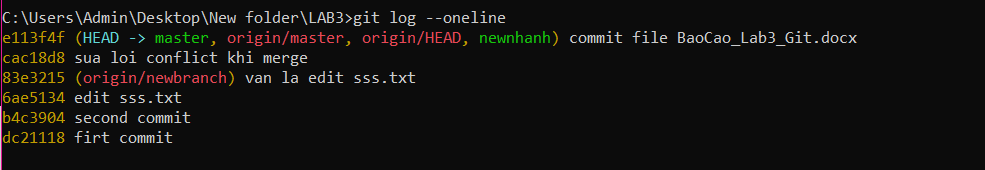 C:\Users\Admin\Desktop\New folder\LAB3>git log --oneline
e113f4f (HEAD -> master, origin/master, origin/HEAD, newnhanh) commit file BaoCao_Lab3_Git.docx
cac18d8 sua loi conflict khi merge
83e3215 (origin/newbranch) van la edit sss.txt
6ae5134 edit sss.txt
b4c3904 second commit
dc21118 firt commit